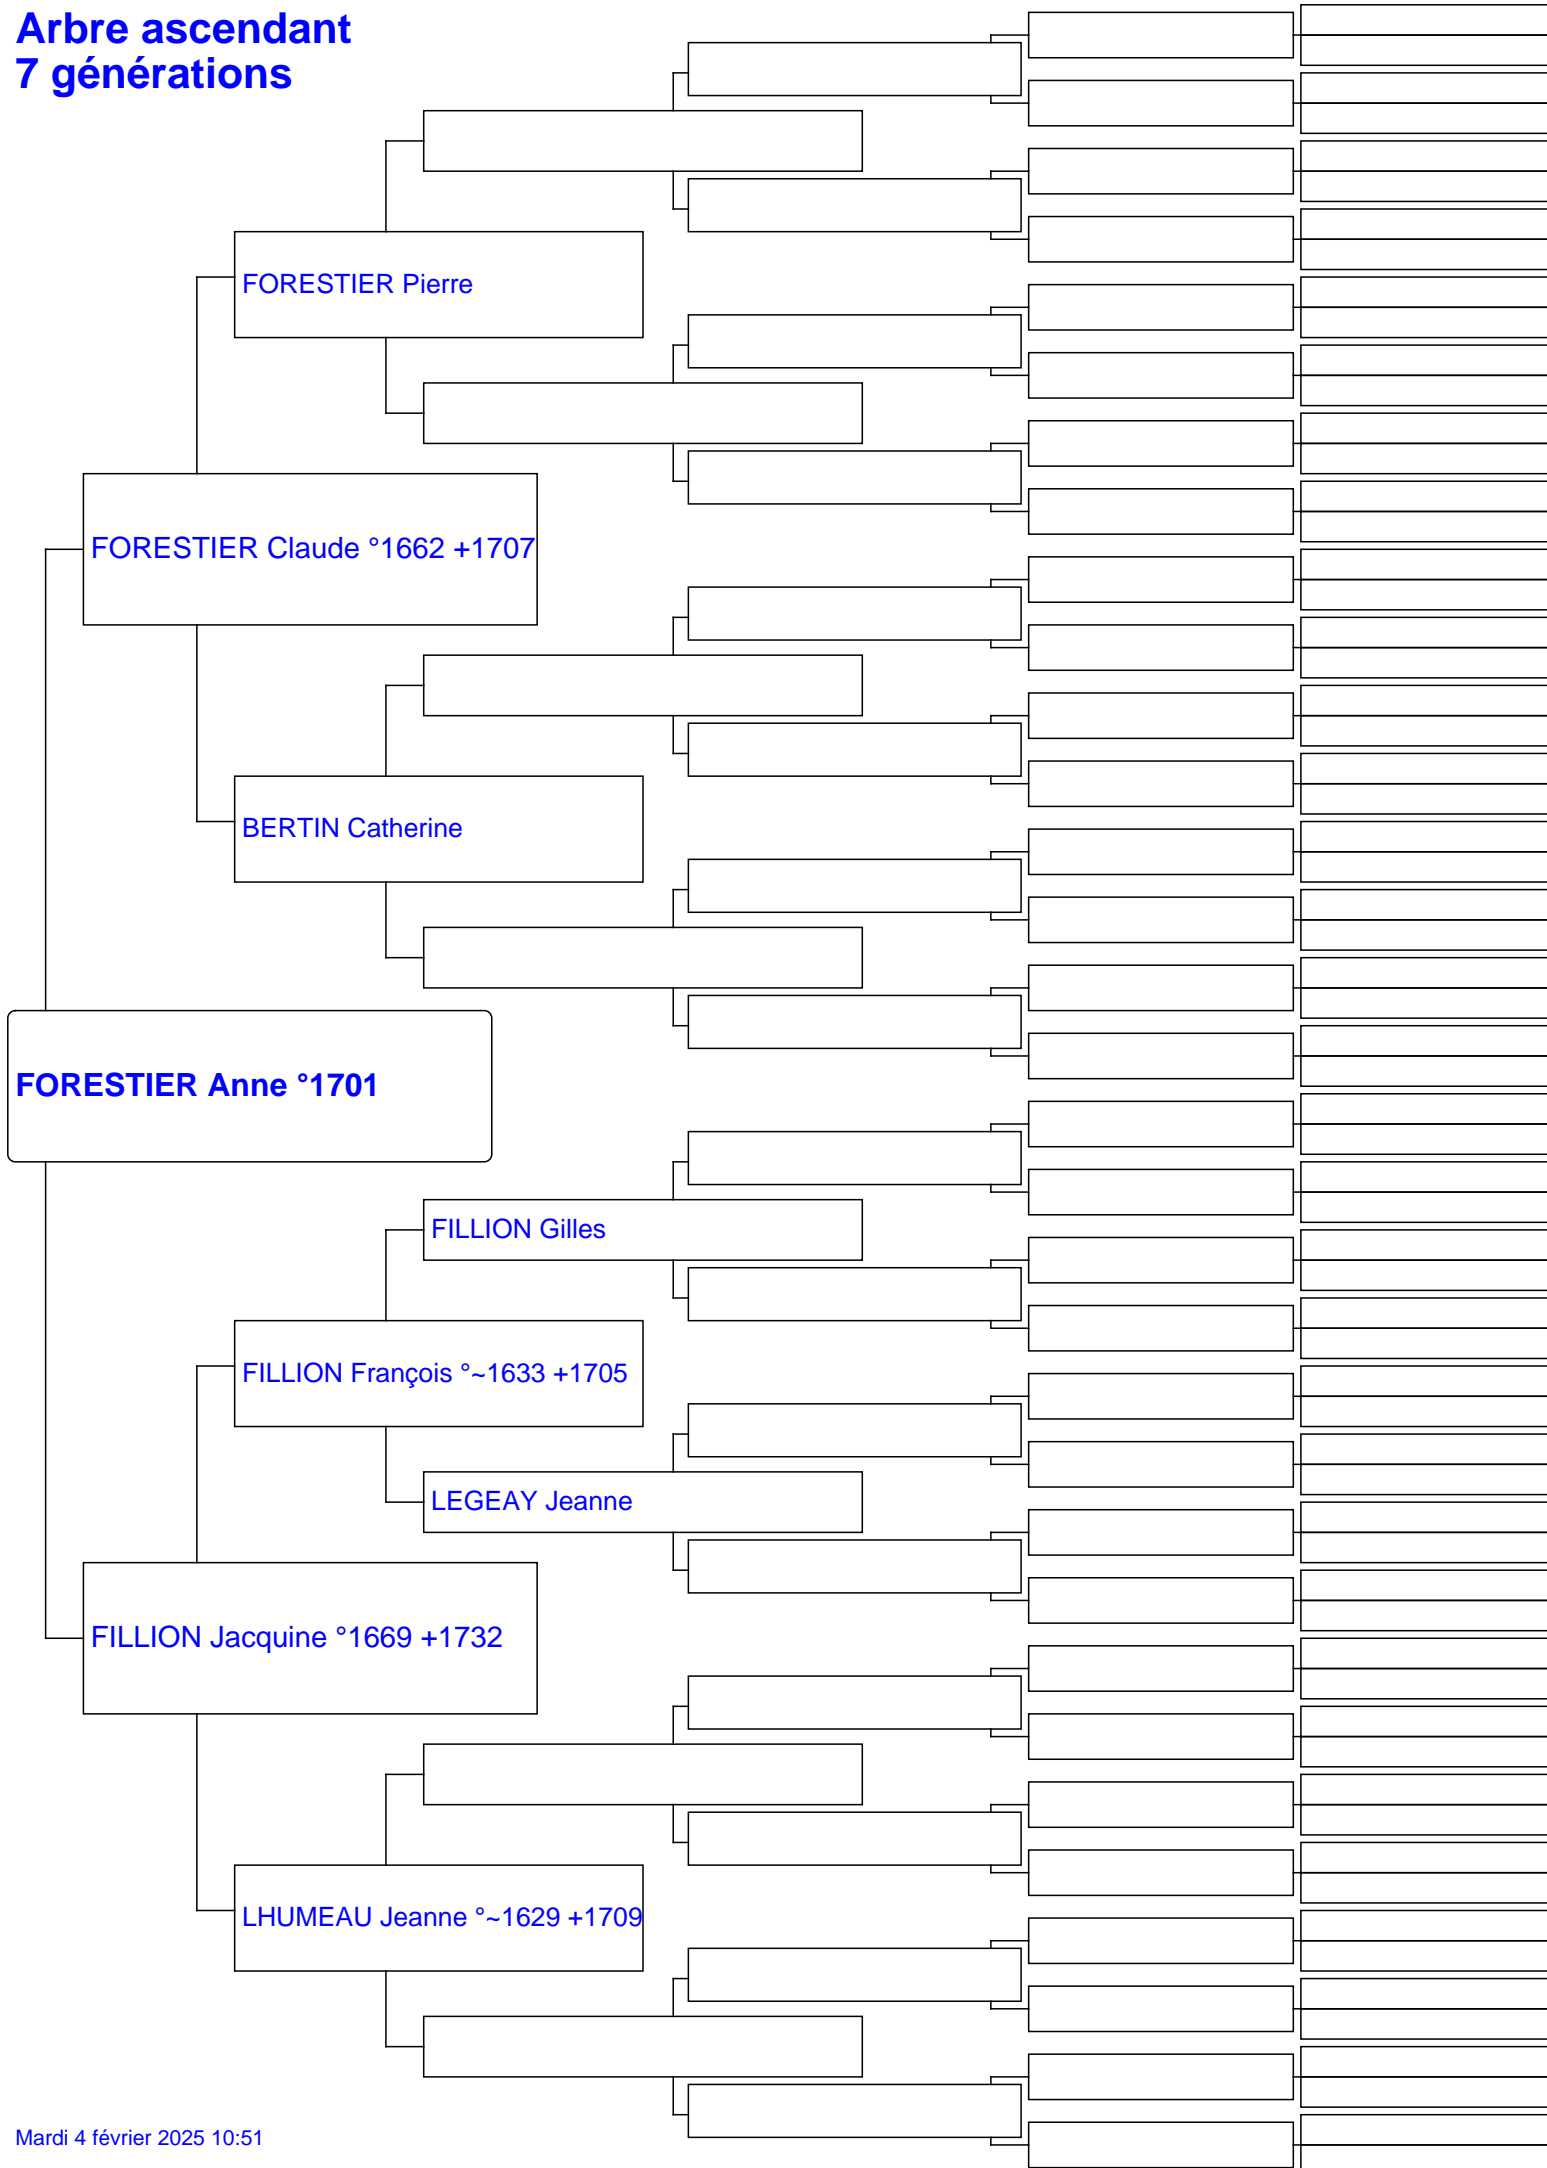 Arbre ascendant
7 générations
FORESTIER Pierre
FORESTIER Claude °1662 +1707
BERTIN Catherine
FORESTIER Anne °1701
FILLION Gilles
FILLION François °~1633 +1705
LEGEAY Jeanne
FILLION Jacquine °1669 +1732
LHUMEAU Jeanne °~1629 +1709
Mardi 4 février 2025 10:51